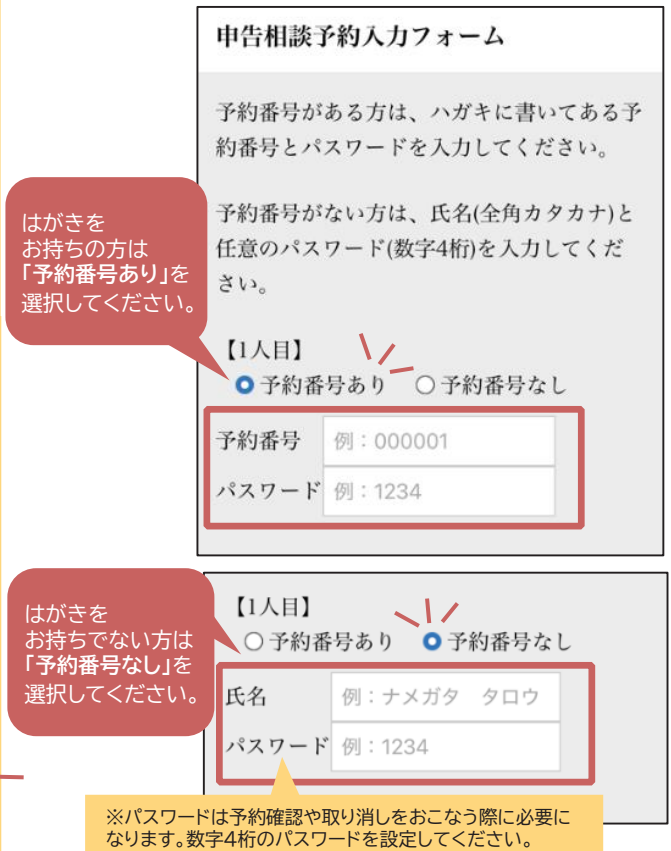 申告相談予約入力フォーム
予約番号がある方は、ハガキに書いてある予
約番号とパスワードを入力してください。
予約番号がない方は、氏名(全角カタカナ)と
任意のパスワード(数字4桁)を入力してくだ
さい。
はがきを
お持ちの方は
「予約番号あり」を
選択してください。
【1人目】
予約番号あり 予約番号なし
予約番号 例：000001
パスワード 例：1234
はがきを
お持ちでない方は
「予約番号なし」を
選択してください。
【1人目】
予約番号あり 予約番号なし
氏名 例：ナメガタ　タロウ
パスワード 例：1234
※パスワードは予約確認や取り消しをおこなう際に必要に
なります。数字4桁のパスワードを設定してください。